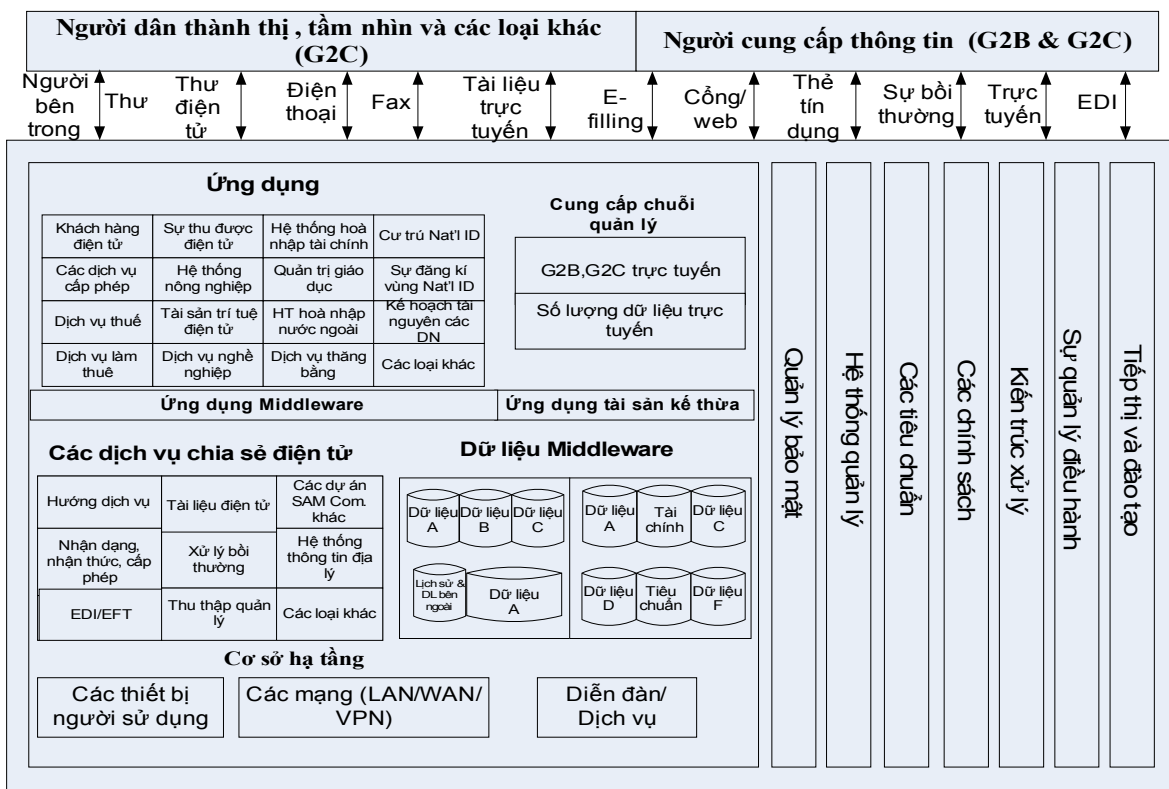 Người dân thành thị , tầm nhìn và các loại khác
(G2C)
Người cung cấp thông tin (G2B & G2C)
Người
bên
trong
Thư
Thư
điện
tử
Điện
thoại
Fax
Tài liệu
trực
tuyến
E-
filling
Cổng/
web
Thẻ
tín
dụng
Sự bồi
thường
Trực
tuyến
EDI
Ứng dụng
Khách hàng
điện tử
Sự thu được
điện tử
Hệ thống hoà
nhập tài chính
Cư trú Nat'l ID
Các dịch vụ
cấp phép
Hệ thống
nông nghiệp
Quản trị giáo
dục
Sự đăng kí
vùng Nat'l ID
Dịch vụ thuế
Tài sản trí tuệ
điện tử
HT hoà nhập
nước ngoài
Kế hoạch tài
nguyên các
DN
Dịch vụ làm
thuê
Dịch vụ nghề
nghiệp
Dịch vụ thăng
bằng
Các loại khác
Cung cấp chuỗi
quản lý
G2B,G2C trực tuyến
Số lượng dữ liệu trực
tuyến
Ứng dụng Middleware
Ứng dụng tài sản kế thừa
Các dịch vụ chia sẻ điện tử
Hướng dịch vụ
Tài liệu điện tử
Các dự án
SAM Com.
khác
Nhận dạng,
nhận thức, cấp
phép
Xử lý bồi
thường
Hệ thống
thông tin địa
lý
EDI/EFT
Thu thập quản
lý
Các loại khác
Dữ liệu Middleware
Dữ liệu
A
Dữ liệu
B
Dữ liệu
C
Dữ liệu
A
Tài
chính
Dữ liệu
C
Lịch sử &
DL bên
ngoài
Dữ liệu
A
Dữ liệu
D
Tiêu
chuẩn
Dữ liệu
F
Cơ sở hạ tầng
Các thiết bị
người sử dụng
Các mạng (LAN/WAN/
VPN)
Diễn đàn/
Dịch vụ
Quản lý bảo mật
Hệ thống quản lý
Các tiêu chuẩn
Các chính sách
Kiến trúc xử lý
Sự quản lý điều hành
Tiếp thị và đào tạo